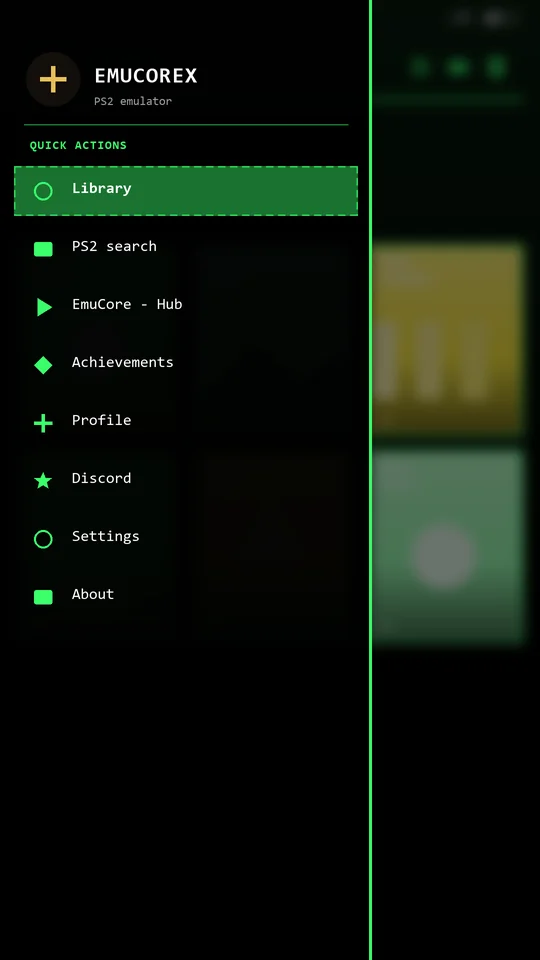 EMUCOREX
PS2 emulator
QUICK ACTIONS
Library
PS2 search
EmuCore - Hub
Achievements
Profile
Discord
Settings
About